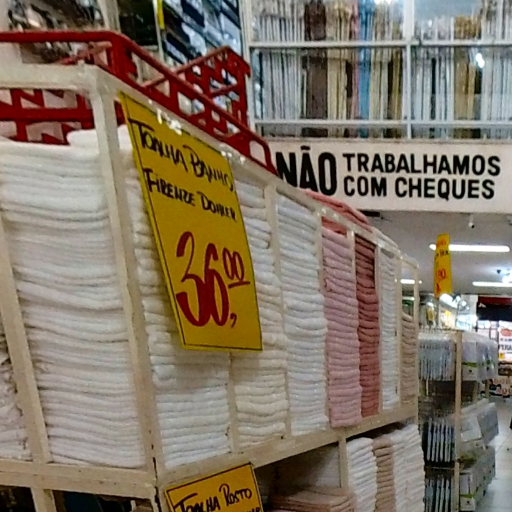 NÃO TRABALHAMOS
COM CHEQUES
TOALHA BANHO
FIRENZE DOHLER
36,00
TOALHA ROSTO